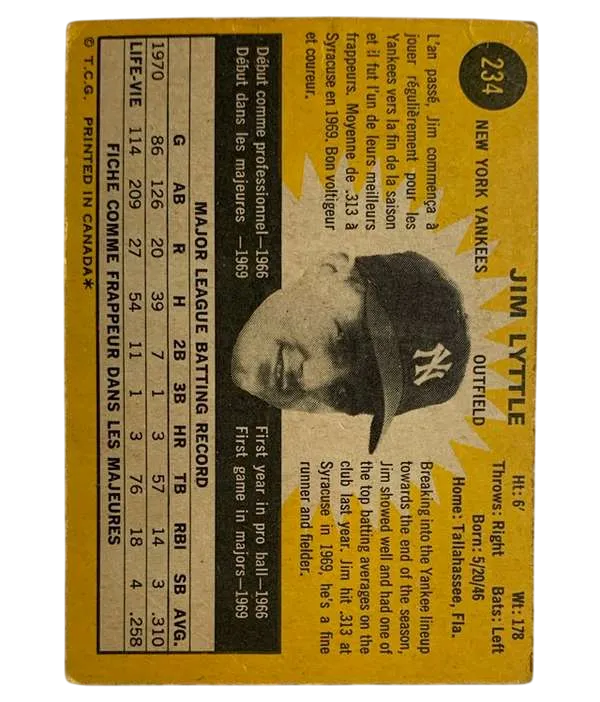 234
NEW YORK YANKEES
JIM LYTTLE
OUTFIELD
Ht: 6' Wt: 178
Throws: Right Bats: Left
Born: 5/20/46
Home: Tallahassee, Fla.
L'an passé, Jim commença à
jouer régulièrement pour les
Yankees vers la fin de la saison
et il fut l'un de leurs meilleurs
frappeurs. Moyenne de .313 à
Syracuse en 1969. Bon voltigeur
et coureur.
NY
Breaking into the Yankee lineup
towards the end of the season,
Jim showed well and had one of
the top batting averages on the
club last year. Jim hit .313 at
Syracuse in 1969, he's a fine
runner and fielder.
Début comme professionnel—1966
Début dans les majeures —1969
First year in pro ball—1966
First game in majors—1969
MAJOR LEAGUE BATTING RECORD
G AB R H 2B 3B HR TB RBI SB AVG.
1970 86 126 20 39 7 1 3 57 14 3 .310
LIFE-VIE 114 209 27 54 11 1 3 76 18 4 .258
FICHE COMME FRAPPEUR DANS LES MAJEURES
© T.C.G. PRINTED IN CANADA*